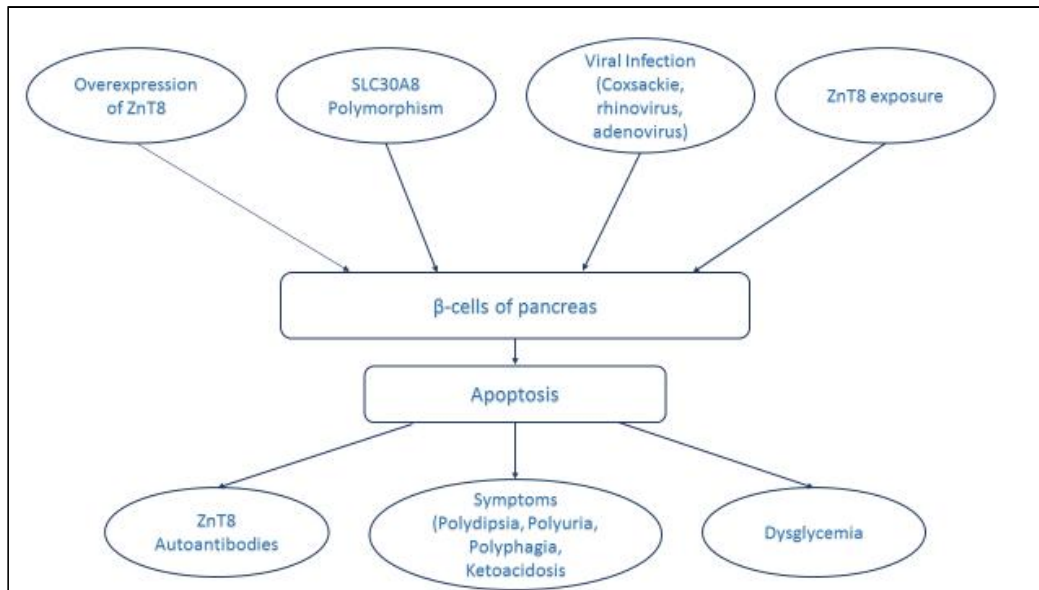 Overexpression
of ZnT8
SLC30A8
Polymorphism
Viral Infection
(Coxsackie,
rhinovirus,
adenovirus)
ZnT8 exposure
β-cells of pancreas
Apoptosis
ZnT8
Autoantibodies
Symptoms
(Polydipsia, Polyuria,
Polyphagia,
Ketoacidosis
Dysglycemia